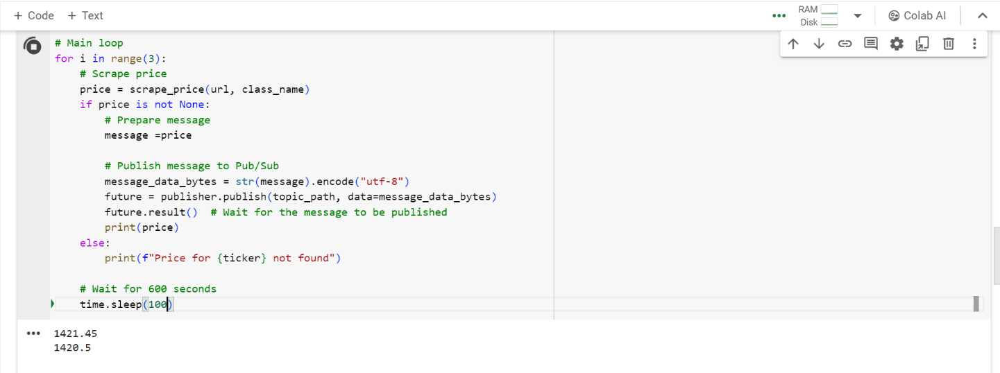 + Code + Text
RAM
Disk
Colab AI
# Main loop
for i in range(3):
    # Scrape price
    price = scrape_price(url, class_name)
    if price is not None:
        # Prepare message
        message =price

        # Publish message to Pub/Sub
        message_data_bytes = str(message).encode("utf-8")
        future = publisher.publish(topic_path, data=message_data_bytes)
        future.result()  # Wait for the message to be published
        print(price)
    else:
        print(f"Price for {ticker} not found")

    # Wait for 600 seconds
    time.sleep(100)
1421.45
1420.5